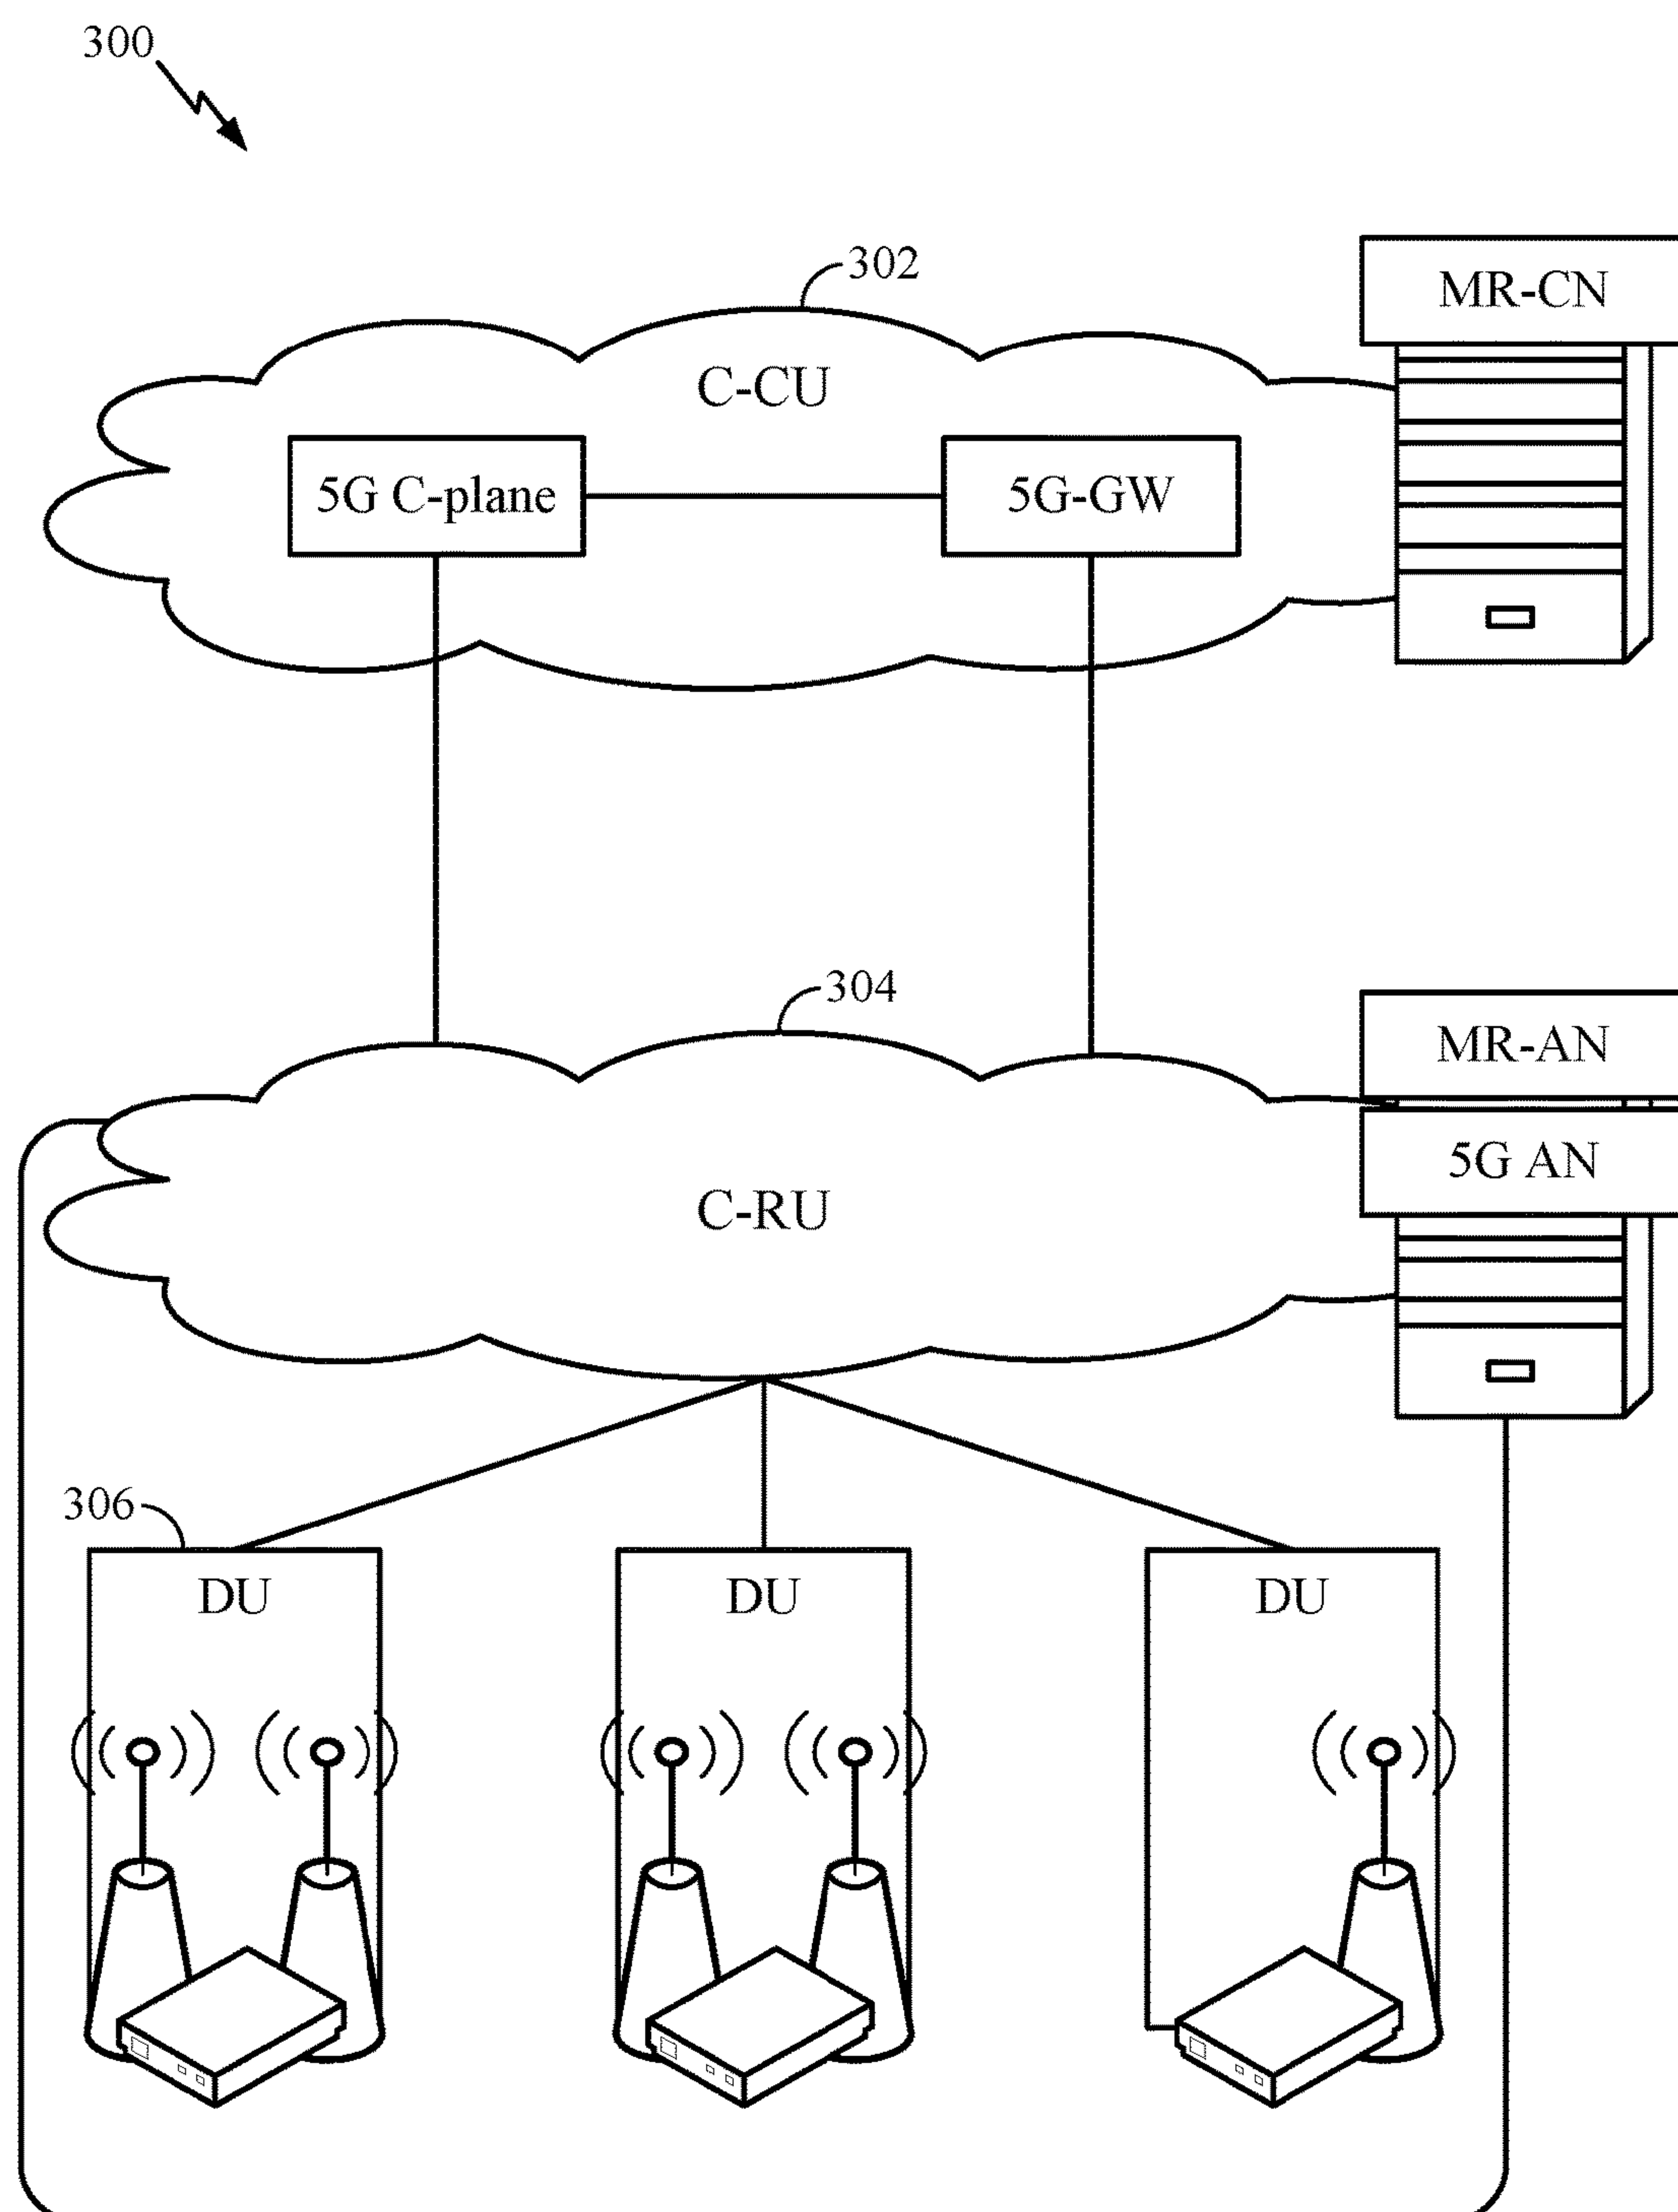 300
302
MR-CN
C-CU
5G C-plane
5G-GW
304
MR-AN
5G AN
C-RU
306
DU
DU
DU